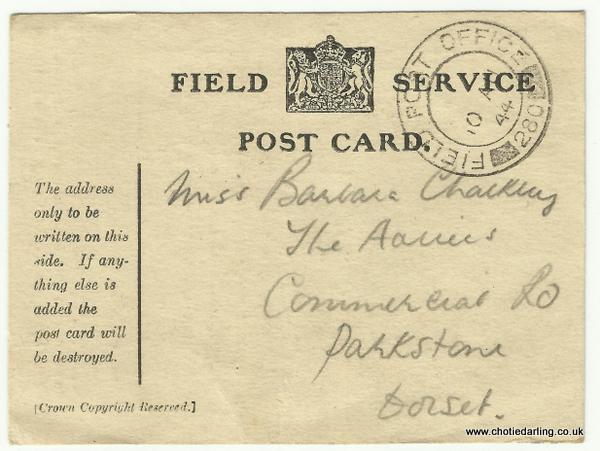 FIELD SERVICE
POST CARD.
FIELD POST OFFICE 280
10
44
The address
only to be
written on this
side. If any-
thing else is
added the
post card will
be destroyed.
[Crown Copyright Reserved.]
Miss Barbara
The
Commercial Rd
Parkstone
Dorset.
www.chotiedarling.co.uk